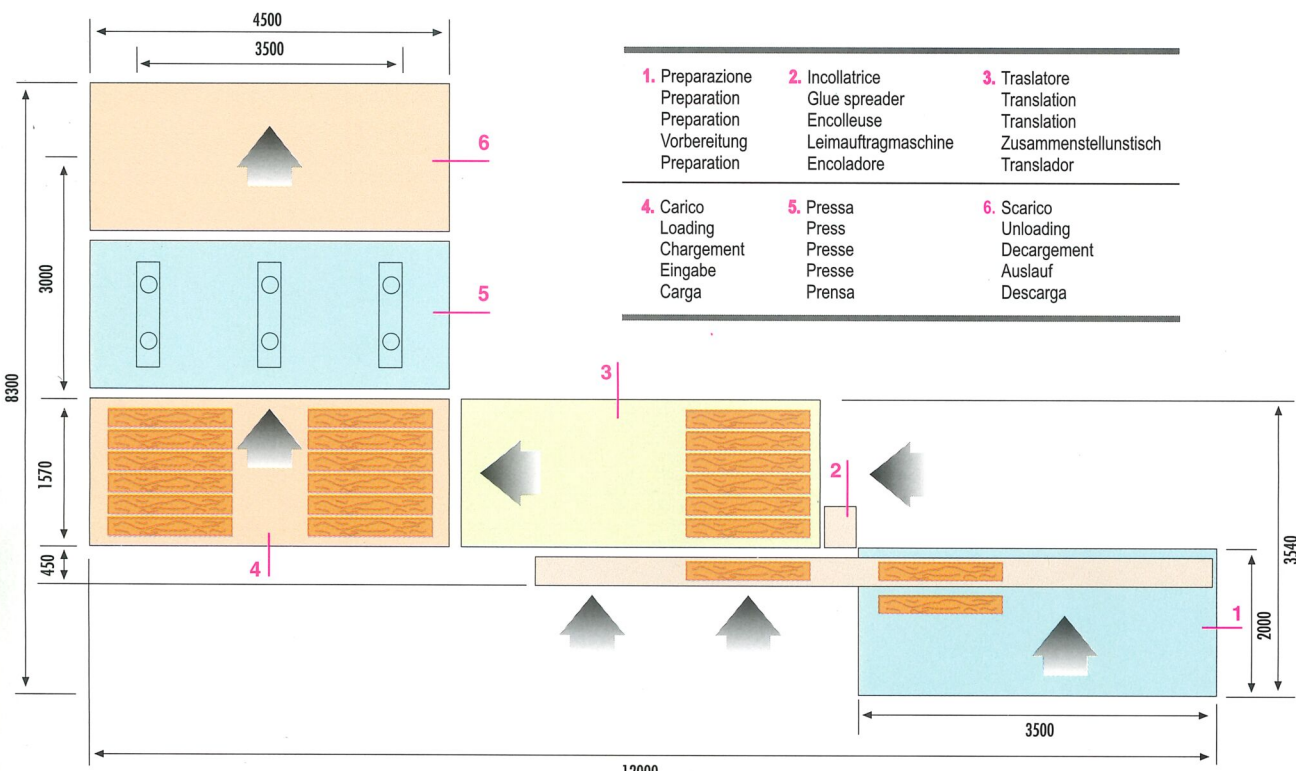 4500
3500
1. Preparazione
Preparation
Preparation
Vorbereitung
Preparation
2. Incollatrice
Glue spreader
Encolleuse
Leimauftragmaschine
Encoladore
3. Traslatore
Translation
Translation
Zusammenstellunstisch
Translador
4. Carico
Loading
Chargement
Eingabe
Carga
5. Pressa
Press
Presse
Presse
Prensa
6. Scarico
Unloading
Decargement
Auslauf
Descarga
6
3000
5
8300
3
1570
2
4
450
3540
2000
1
3500
12000